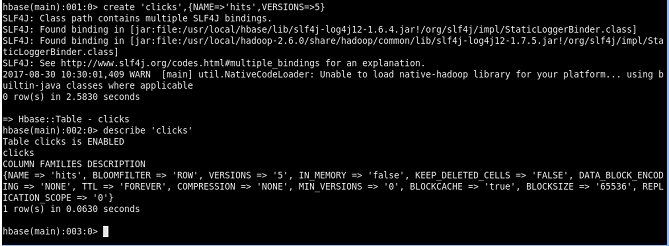 hbase(main):001:0> create 'clicks',{NAME=>'hits',VERSIONS=>5}
SLF4J: Class path contains multiple SLF4J bindings.
SLF4J: Found binding in [jar:file:/usr/local/hbase/lib/slf4j-log4j12-1.6.4.jar!/org/slf4j/impl/StaticLoggerBinder.class]
SLF4J: Found binding in [jar:file:/usr/local/hadoop-2.6.0/share/hadoop/common/lib/slf4j-log4j12-1.7.5.jar!/org/slf4j/impl/Sta
ticLoggerBinder.class]
SLF4J: See http://www.slf4j.org/codes.html#multiple_bindings for an explanation.
2017-08-30 10:30:01,409 WARN  [main] util.NativeCodeLoader: Unable to load native-hadoop library for your platform... using b
uiltin-java classes where applicable
0 row(s) in 2.5830 seconds

=> Hbase::Table - clicks
hbase(main):002:0> describe 'clicks'
Table clicks is ENABLED
clicks
COLUMN FAMILIES DESCRIPTION
{NAME => 'hits', BLOOMFILTER => 'ROW', VERSIONS => '5', IN_MEMORY => 'false', KEEP_DELETED_CELLS => 'FALSE', DATA_BLOCK_ENCOD
ING => 'NONE', TTL => 'FOREVER', COMPRESSION => 'NONE', MIN_VERSIONS => '0', BLOCKCACHE => 'true', BLOCKSIZE => '65536', REPL
ICATION_SCOPE => '0'}
1 row(s) in 0.0630 seconds

hbase(main):003:0>